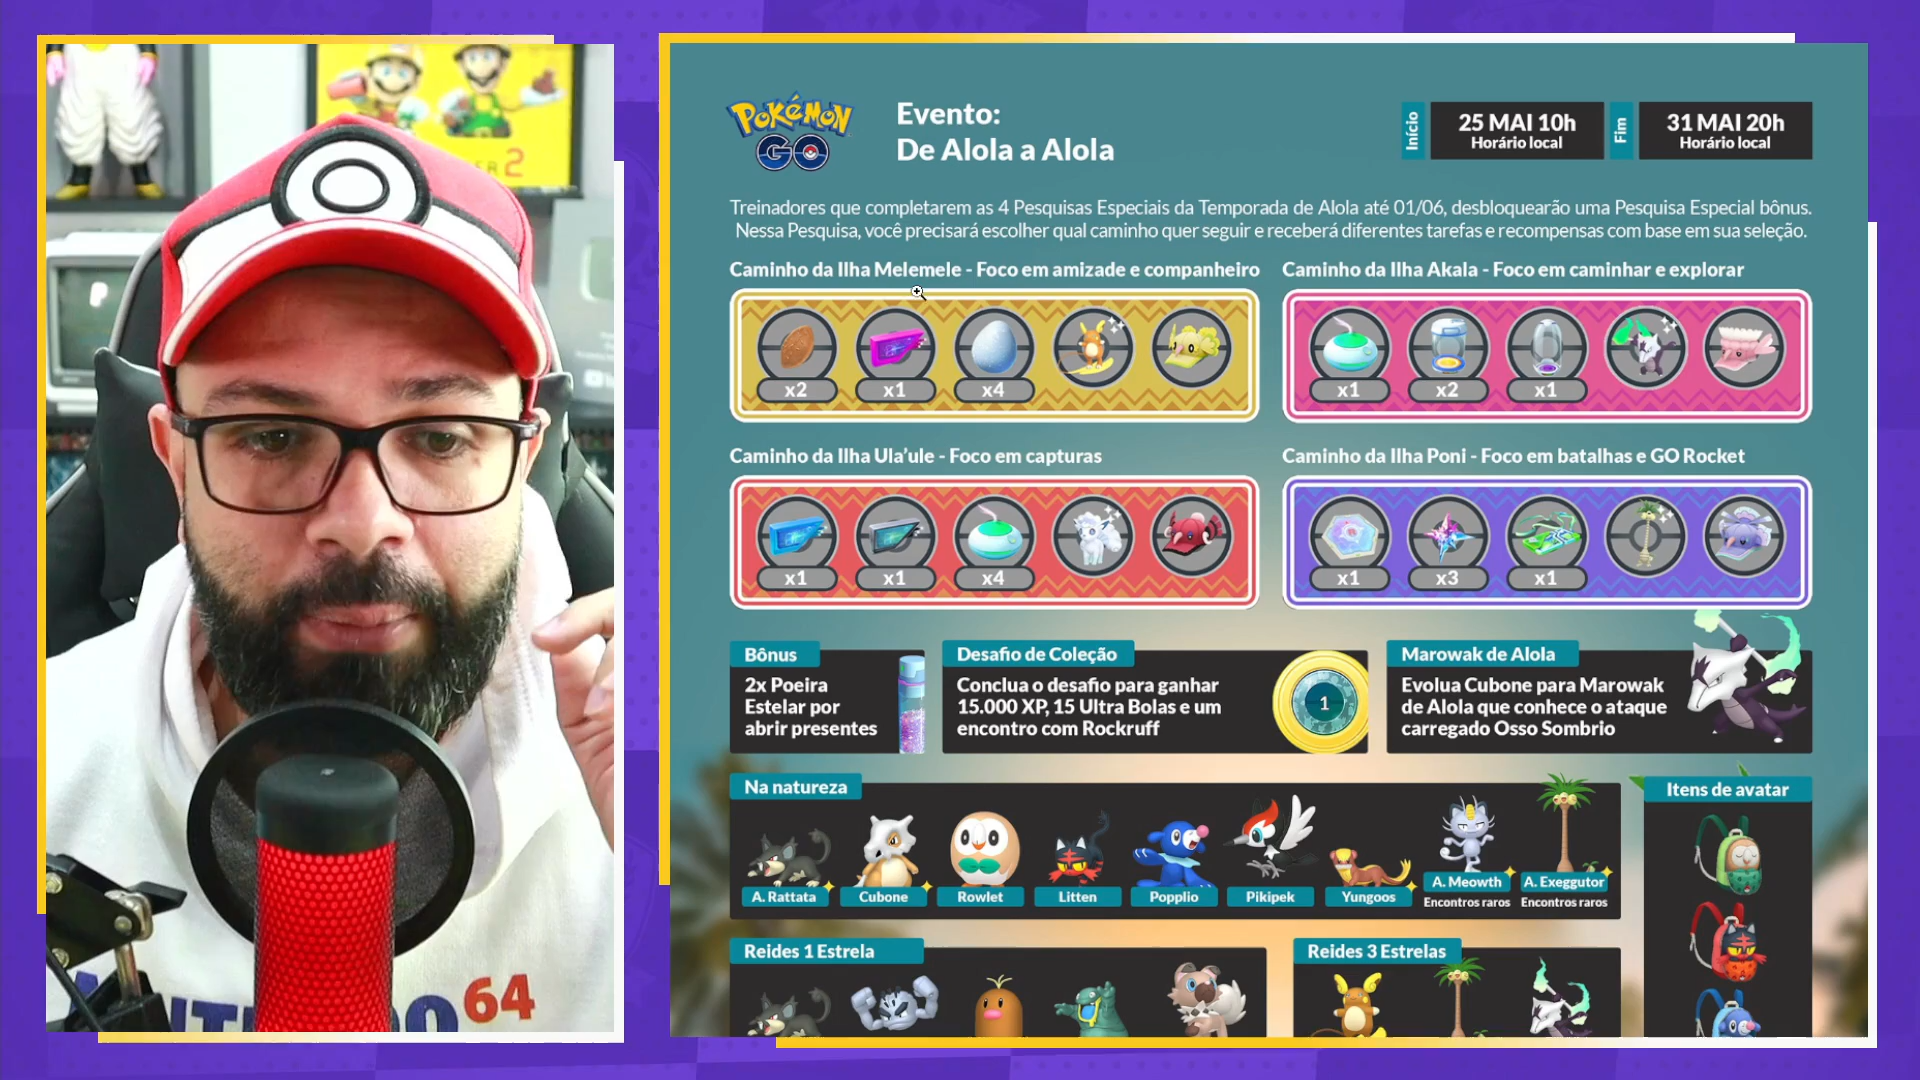 POKéMON
GO
Evento:
De Alola a Alola
Início
25 MAI 10h
Horário local
Fim
31 MAI 20h
Horário local
Treinadores que completarem as 4 Pesquisas Especiais da Temporada de Alola até 01/06, desbloquearão uma Pesquisa Especial bônus.
Nessa Pesquisa, você precisará escolher qual caminho quer seguir e receberá diferentes tarefas e recompensas com base em sua seleção.
Caminho da Ilha Melemele - Foco em amizade e companheiro
x2
x1
x4
Caminho da Ilha Akala - Foco em caminhar e explorar
x1
x2
x1
Caminho da Ilha Ula'ule - Foco em capturas
x1
x1
x4
Caminho da Ilha Poni - Foco em batalhas e GO Rocket
x1
x3
x1
Bônus
2x Poeira
Estelar por
abrir presentes
Desafio de Coleção
Conclua o desafio para ganhar
15.000 XP, 15 Ultra Bolas e um
encontro com Rockruff
1
Marowak de Alola
Evolua Cubone para Marowak
de Alola que conhece o ataque
carregado Osso Sombrio
Na natureza
A. Rattata
Cubone
Rowlet
Litten
Popplio
Pikipek
Yungoos
A. Meowth
Encontros raros
A. Exeggutor
Encontros raros
Itens de avatar
Reides 1 Estrela
Reides 3 Estrelas
2
64